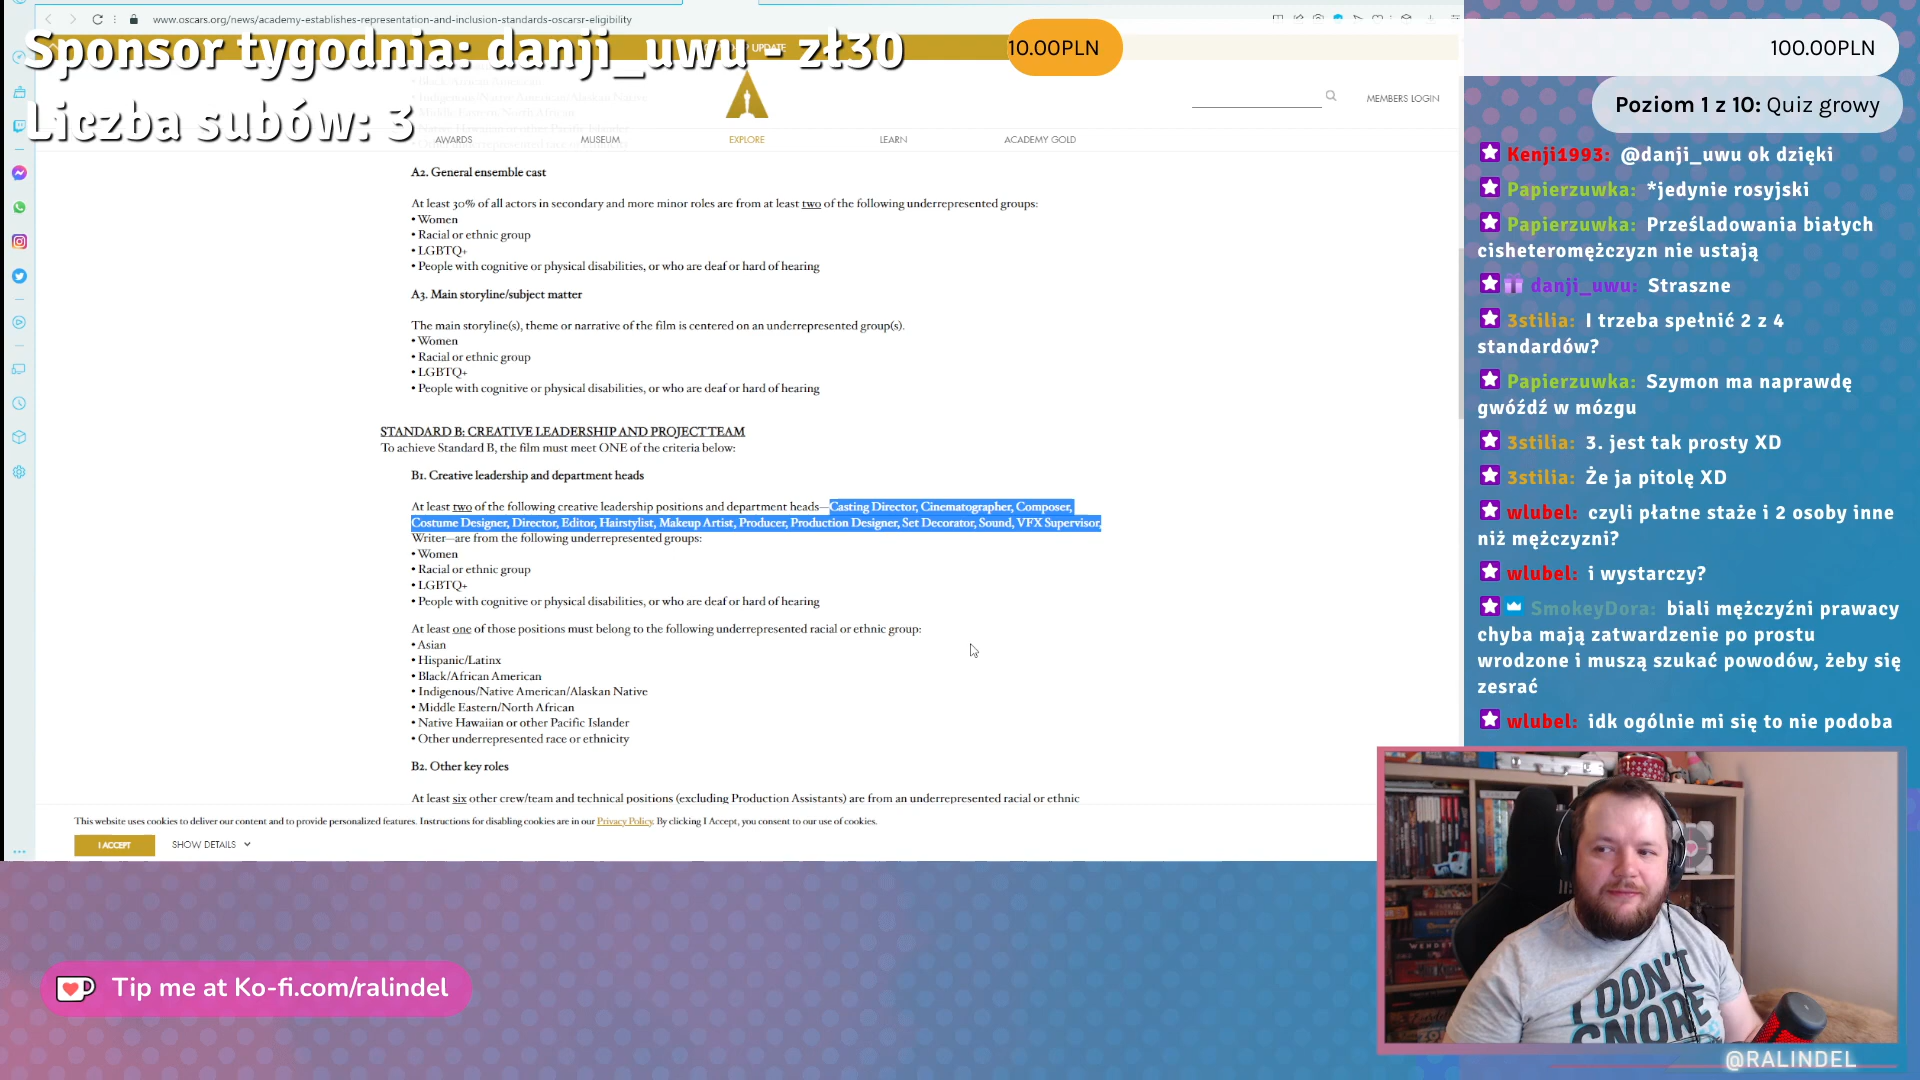 www.oscars.org/news/academy-establishes-representation-and-inclusion-standards-oscarsr-eligibility
Sponsor tygodnia: danji_uwu - zł30
Liczba subów: 3
UPDATE
10.00PLN
100.00PLN
Poziom 1 z 10: Quiz growy
MEMBERS LOGIN
AWARDS
MUSEUM
EXPLORE
LEARN
ACADEMY GOLD
A2. General ensemble cast
At least 30% of all actors in secondary and more minor roles are from at least two of the following underrepresented groups:
• Women
• Racial or ethnic group
• LGBTQ+
• People with cognitive or physical disabilities, or who are deaf or hard of hearing
A3. Main storyline/subject matter
The main storyline(s), theme or narrative of the film is centered on an underrepresented group(s).
• Women
• Racial or ethnic group
• LGBTQ+
• People with cognitive or physical disabilities, or who are deaf or hard of hearing
STANDARD B: CREATIVE LEADERSHIP AND PROJECT TEAM
To achieve Standard B, the film must meet ONE of the criteria below:
B1. Creative leadership and department heads
At least two of the following creative leadership positions and department heads—Casting Director, Cinematographer, Composer,
Costume Designer, Director, Editor, Hairstylist, Makeup Artist, Producer, Production Designer, Set Decorator, Sound, VFX Supervisor,
Writer—are from the following underrepresented groups:
• Women
• Racial or ethnic group
• LGBTQ+
• People with cognitive or physical disabilities, or who are deaf or hard of hearing
At least one of those positions must belong to the following underrepresented racial or ethnic group:
• Asian
• Hispanic/Latinx
• Black/African American
• Indigenous/Native American/Alaskan Native
• Middle Eastern/North African
• Native Hawaiian or other Pacific Islander
• Other underrepresented race or ethnicity
B2. Other key roles
At least six other crew/team and technical positions (excluding Production Assistants) are from an underrepresented racial or ethnic
This website uses cookies to deliver our content and to provide personalized features. Instructions for disabling cookies are in our Privacy Policy. By clicking I Accept, you consent to our use of cookies.
I ACCEPT
SHOW DETAILS
Kenji1993: @danji_uwu ok dzięki
Papierzuwka: *jedynie rosyjski
Papierzuwka: Prześladowania białych
cisheteromężczyzn nie ustają
danji_uwu: Straszne
3stilia: I trzeba spełnić 2 z 4
standardów?
Papierzuwka: Szymon ma naprawdę
gwóźdź w mózgu
3stilia: 3. jest tak prosty XD
3stilia: Że ja pitolę XD
wlubel: czyli płatne staże i 2 osoby inne
niż mężczyzni?
wlubel: i wystarczy?
SmokeyDora: biali mężczyźni prawacy
chyba mają zatwardzenie po prostu
wrodzone i muszą szukać powodów, żeby się
zesrać
wlubel: idk ogólnie mi się to nie podoba
Tip me at Ko-fi.com/ralindel
I DON'T
IGNORE
@RALINDEL